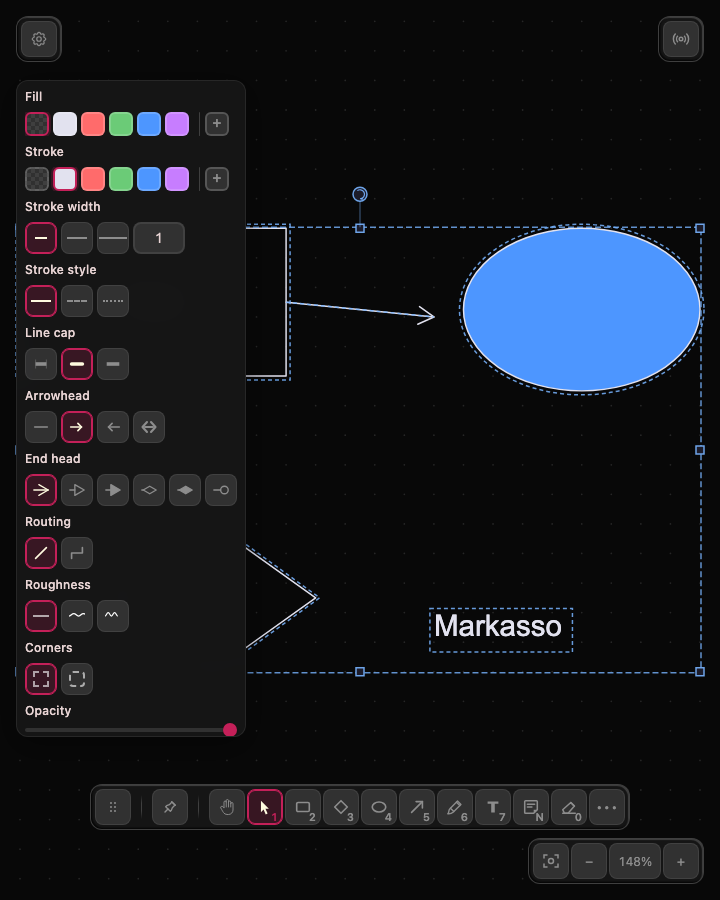 Fill
+
Stroke
+
Stroke width
1
Stroke style
Line cap
Arrowhead
End head
Routing
Roughness
Corners
Opacity
Markasso
1 2 3 4 5 6 T 7 N 0
− 148% +